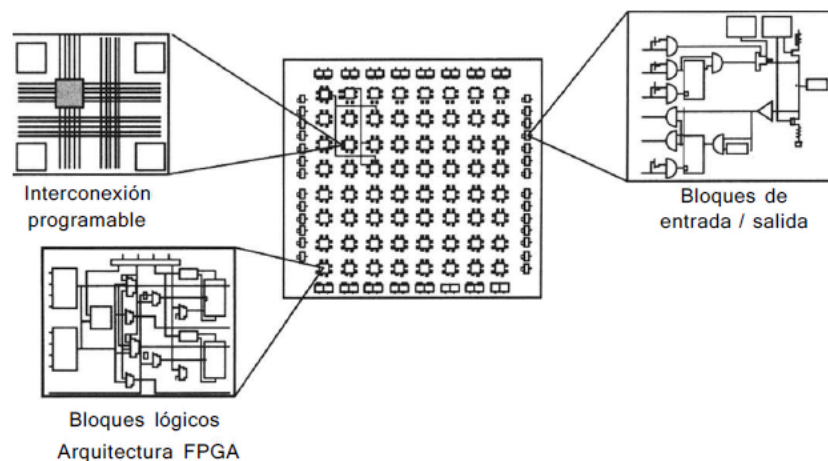 Interconexión
programable
Bloques de
entrada / salida
Bloques lógicos
Arquitectura FPGA